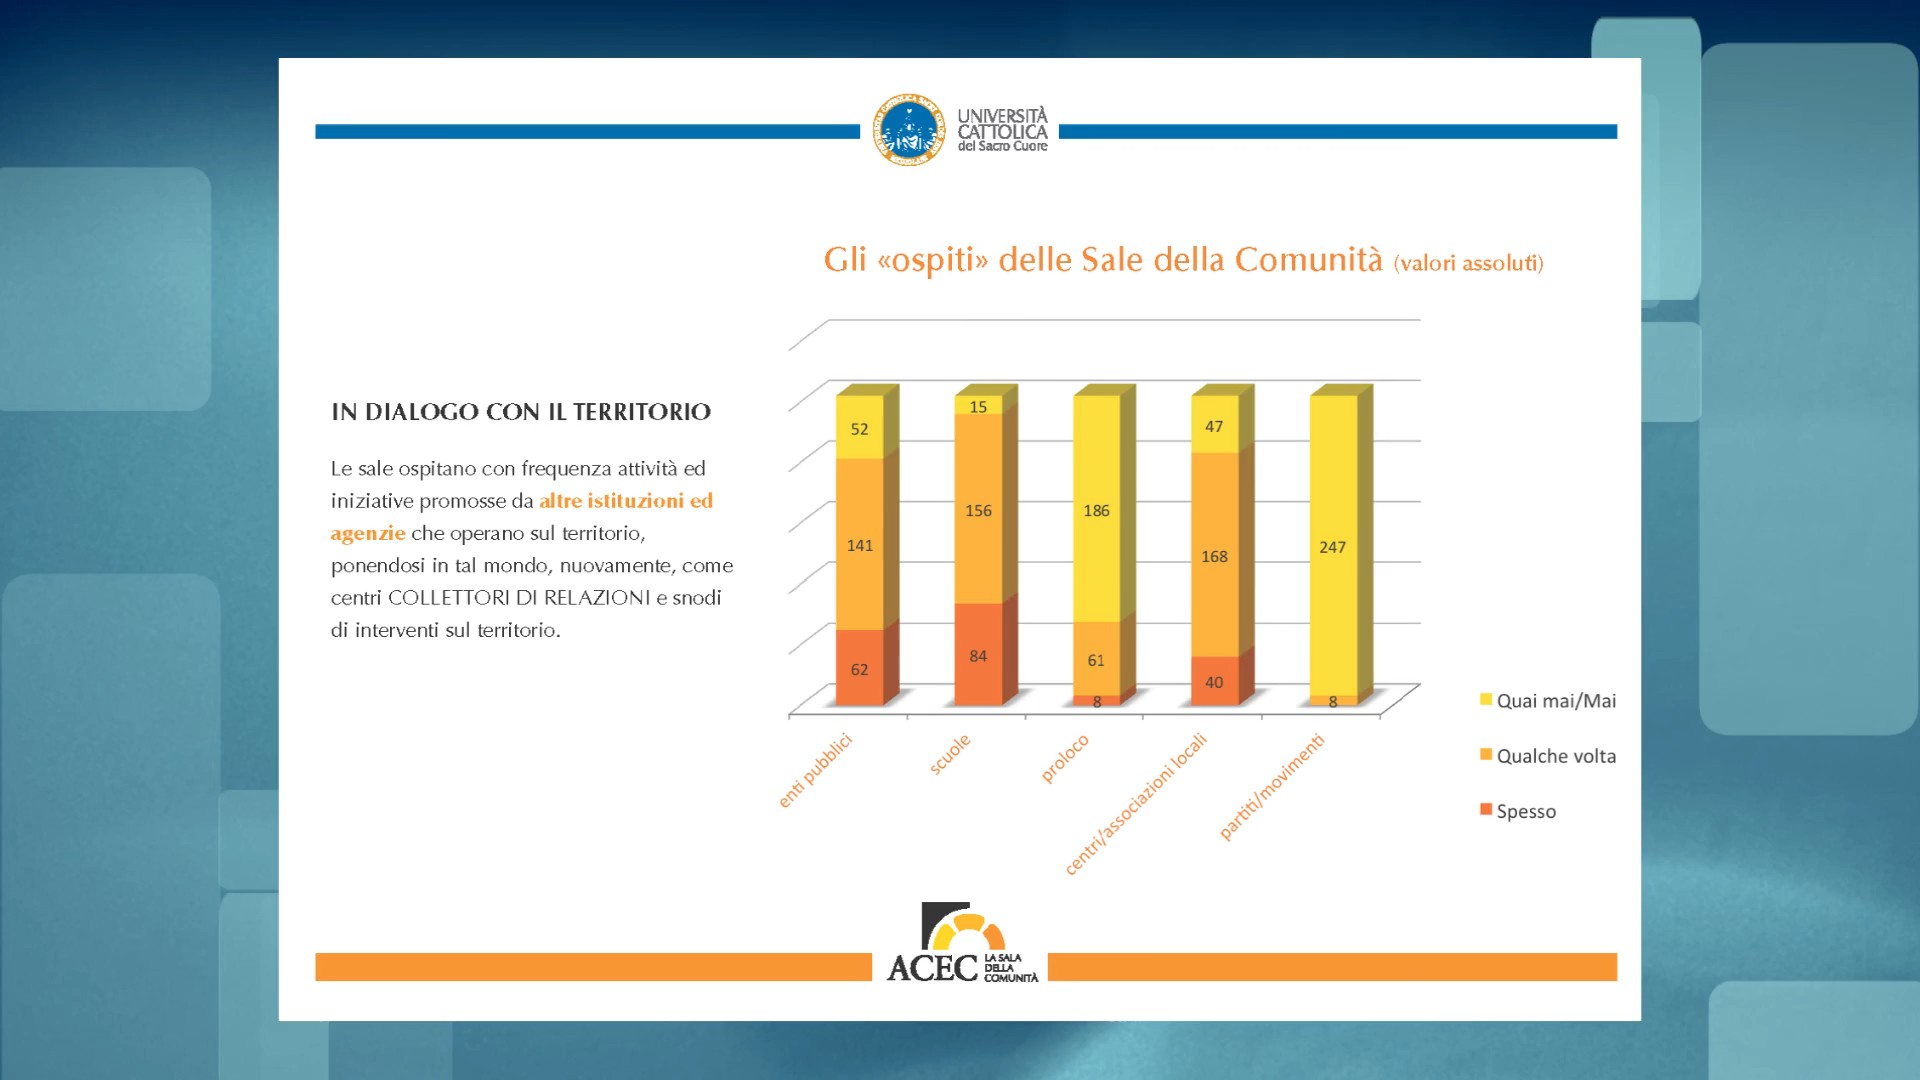 UNIVERSITÀ
CATTOLICA
del Sacro Cuore
Gli «ospiti» delle Sale della Comunità (valori assoluti)
IN DIALOGO CON IL TERRITORIO
Le sale ospitano con frequenza attività ed
iniziative promosse da altre istituzioni ed
agenzie che operano sul territorio,
ponendosi in tal mondo, nuovamente, come
centri COLLETTORI DI RELAZIONI e snodi
di interventi sul territorio.
52
141
62
15
156
84
186
61
8
47
168
40
247
8
enti pubblici
scuole
proloco
centri/associazioni locali
partiti/movimenti
Quai mai/Mai
Qualche volta
Spesso
ACEC
LA SALA
DELLA
COMUNITÀ